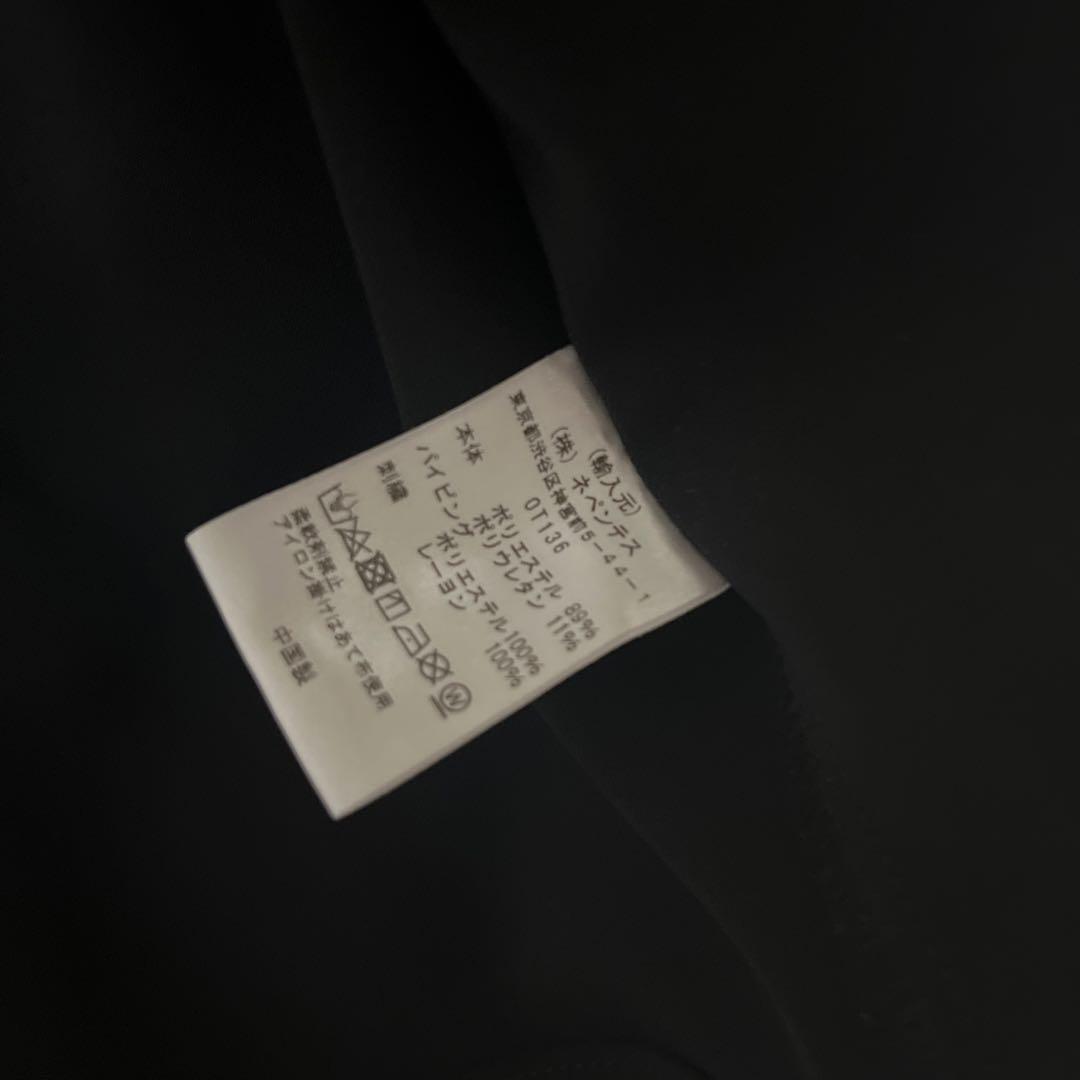 (輸入元)
(株) ネペンテス
東京都渋谷区神宮前5-44-1
OT136
本体 ポリエステル 89%
ポリウレタン 11%
パイピング ポリエステル100%
刺繍 レーヨン 100%
W
柔軟剤禁止
アイロン掛けはあて布使用
中国製